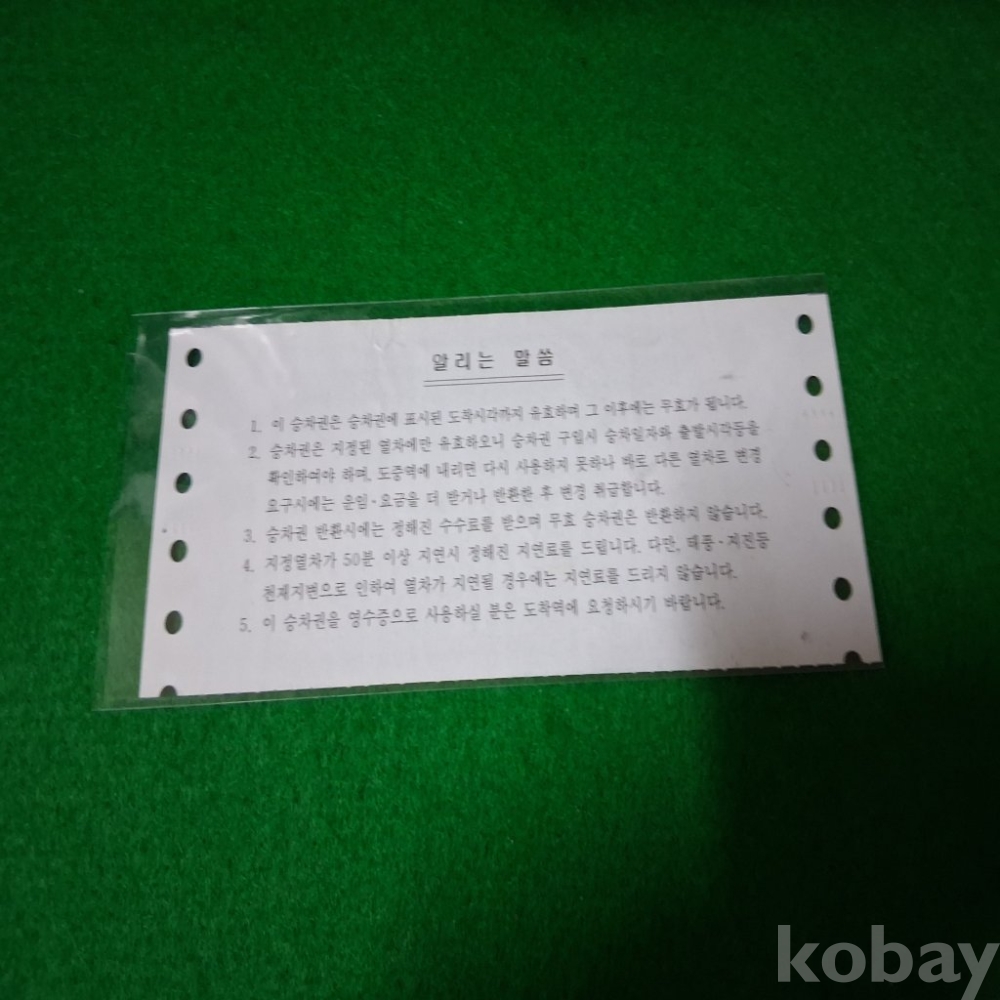 알리는 말씀
1. 이 승차권은 승차권에 표시된 도착시각까지 유효하며 그 이후에는 무효가 됩니다.
2. 승차권은 지정된 열차에만 유효하오니 승차권 구입시 승차일자와 출발시각등을
확인하여야 하며, 도중역에 내리면 다시 사용하지 못하나 바로 다른 열차로 변경
요구시에는 운임·요금을 더 받거나 반환한 후 변경 취급합니다.
3. 승차권 반환시에는 정해진 수수료를 받으며 무효 승차권은 반환하지 않습니다.
4. 지정열차가 50분 이상 지연시 정해진 지연료를 드립니다. 다만, 태풍·지진등
천재지변으로 인하여 열차가 지연될 경우에는 지연료를 드리지 않습니다.
5. 이 승차권을 영수증으로 사용하실 분은 도착역에 요청하시기 바랍니다.
kobay